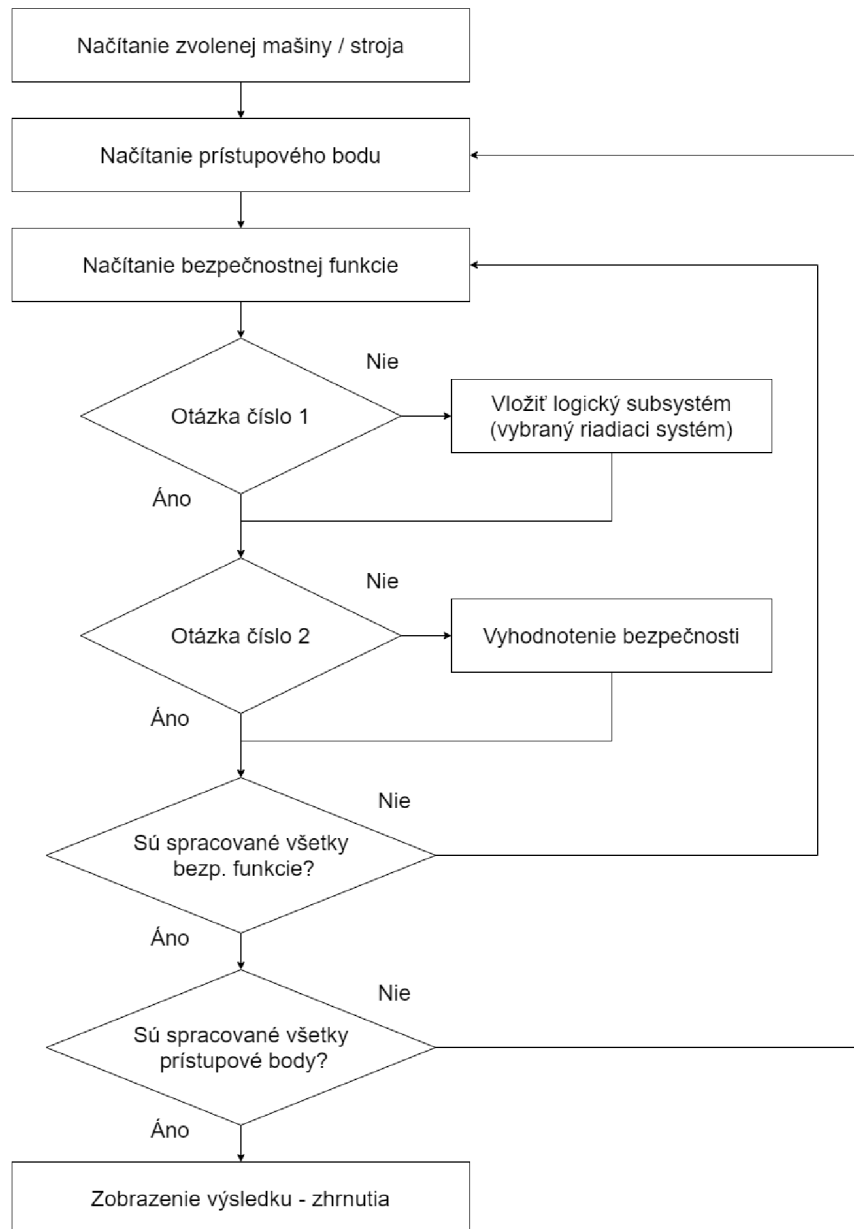 Načítanie zvolenej mašiny / stroja
Načítanie prístupového bodu
Načítanie bezpečnostnej funkcie
Nie
Otázka číslo 1
Vložiť logický subsystém
(vybraný riadiaci systém)
Áno
Nie
Otázka číslo 2
Vyhodnotenie bezpečnosti
Áno
Nie
Sú spracované všetky
bezp. funkcie?
Áno
Nie
Sú spracované všetky
prístupové body?
Áno
Zobrazenie výsledku - zhrnutia